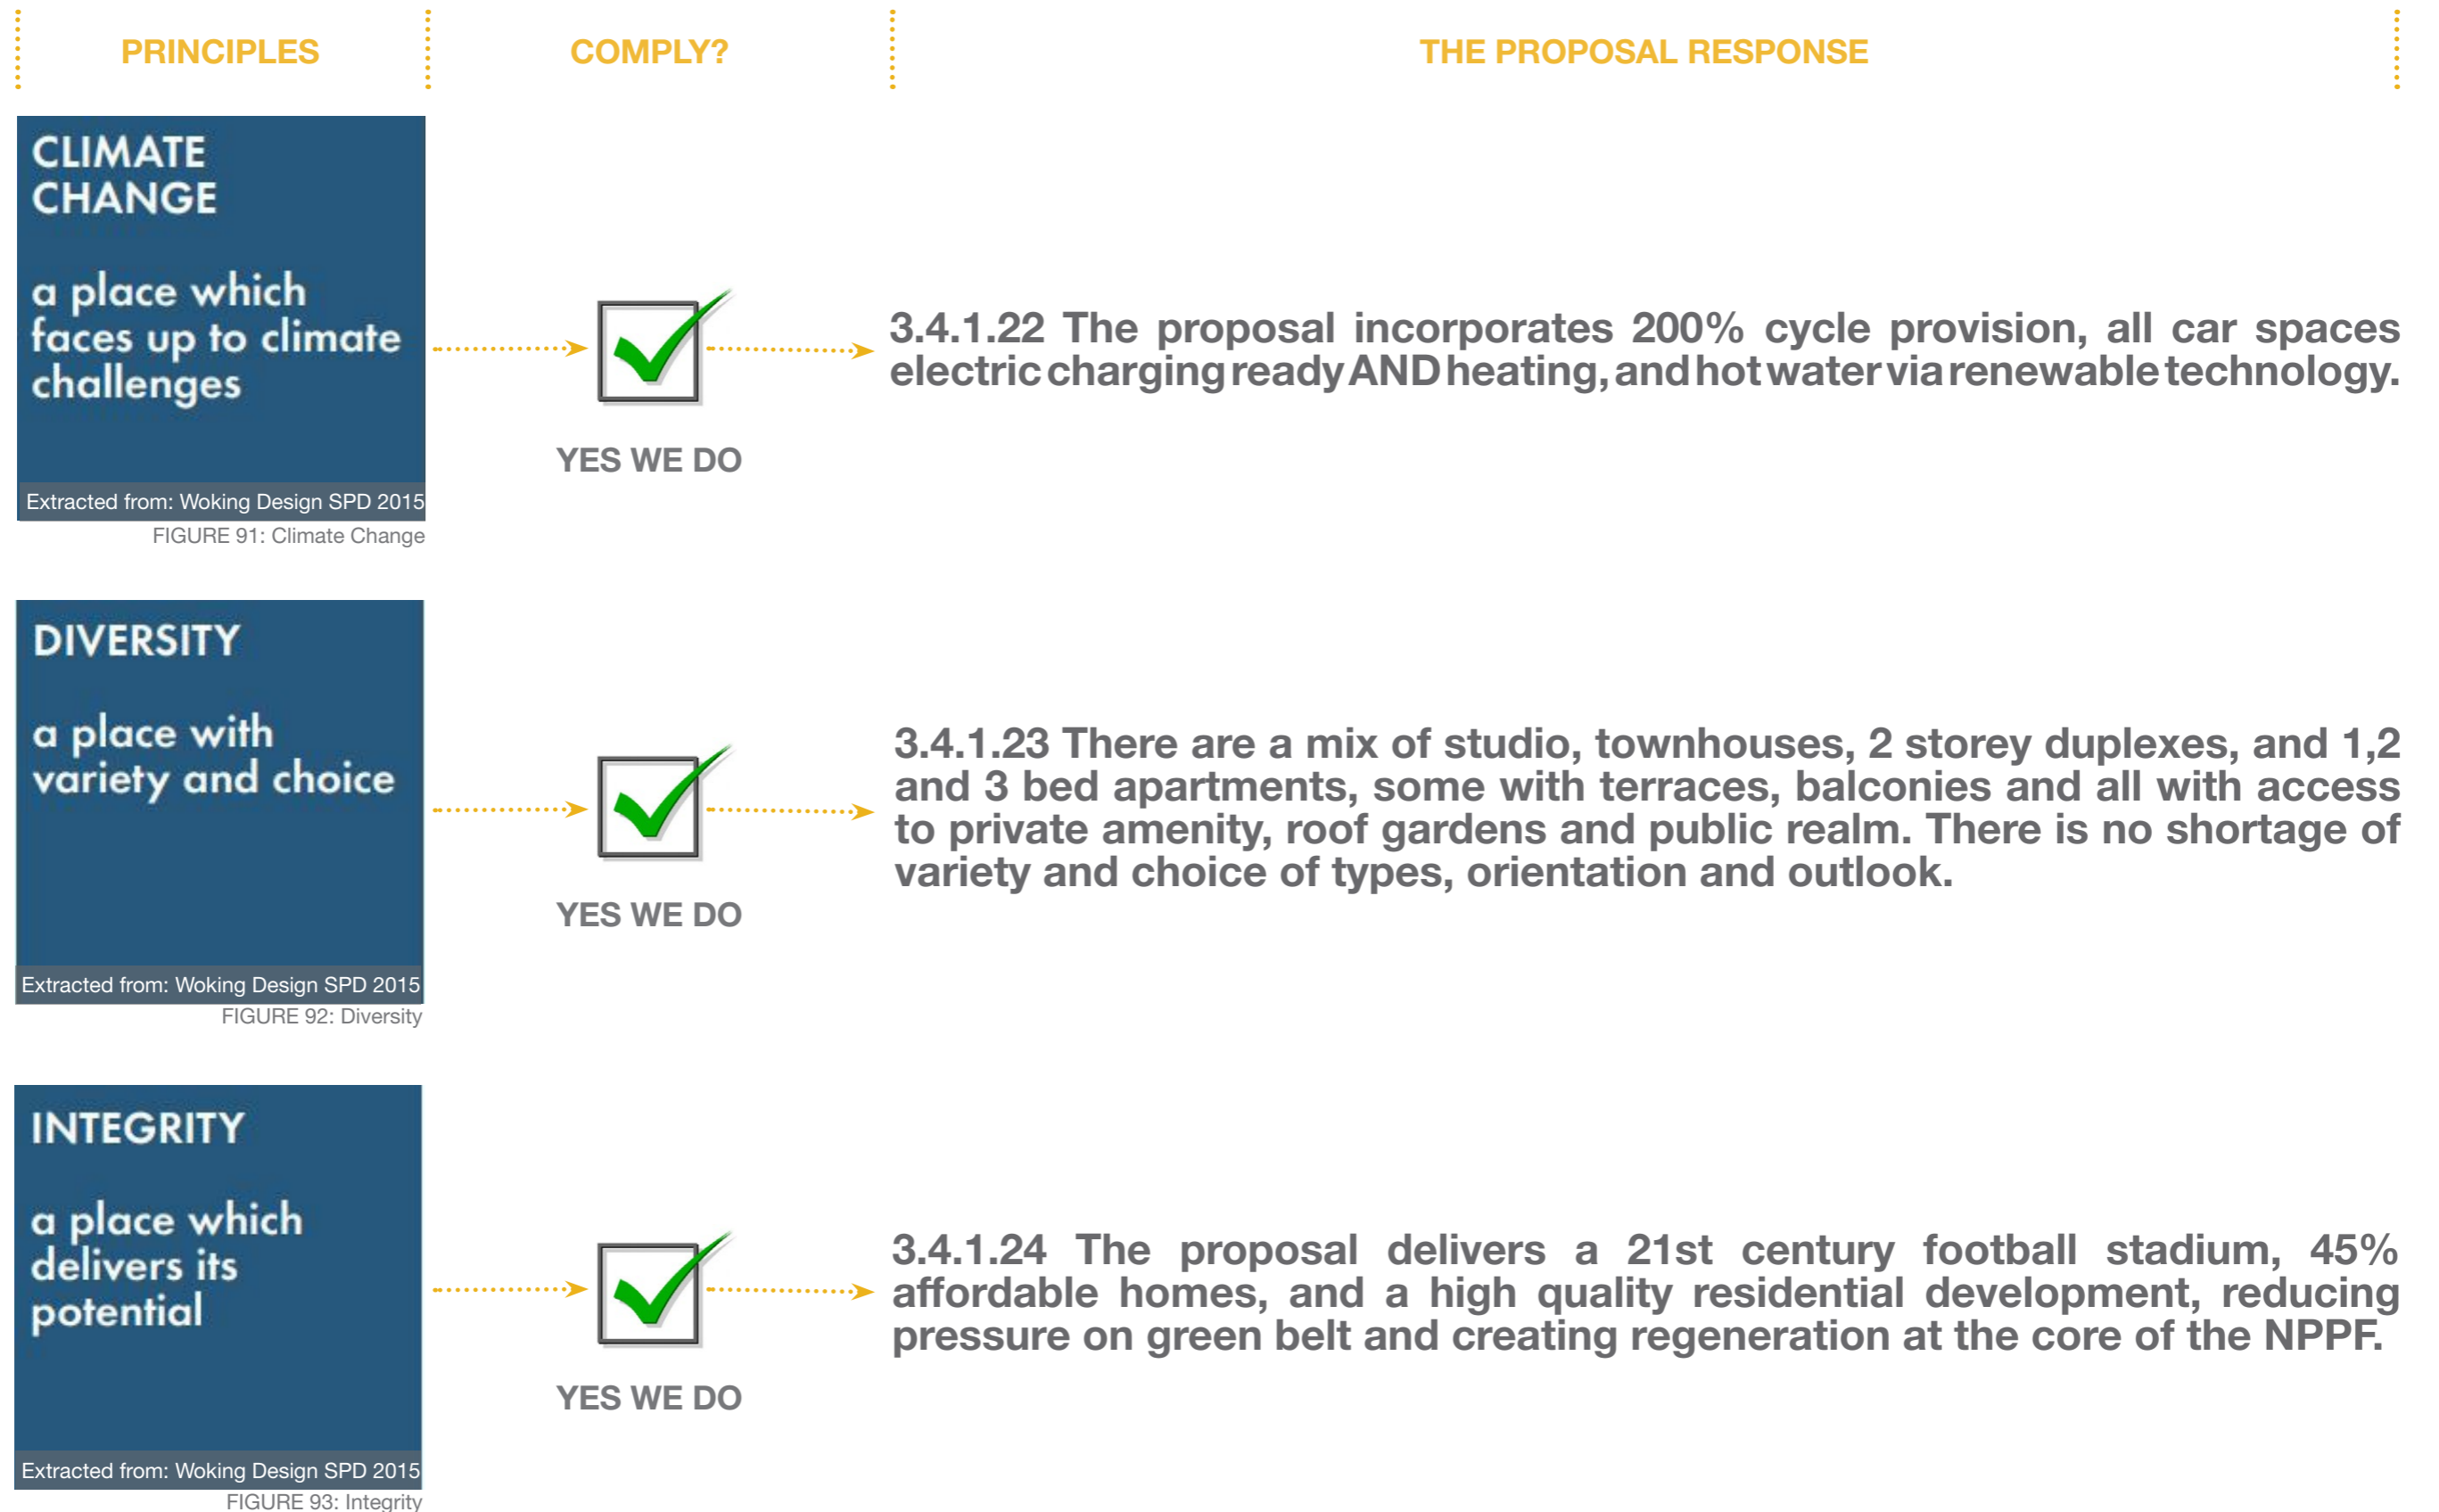 PRINCIPLES
COMPLY?
THE PROPOSAL RESPONSE
CLIMATE
CHANGE
a place which
faces up to climate
challenges
Extracted from: Woking Design SPD 2015
FIGURE 91: Climate Change
YES WE DO
3.4.1.22 The proposal incorporates 200% cycle provision, all car spaces
electric charging ready AND heating, and hot water via renewable technology.
DIVERSITY
a place with
variety and choice
Extracted from: Woking Design SPD 2015
FIGURE 92: Diversity
YES WE DO
3.4.1.23 There are a mix of studio, townhouses, 2 storey duplexes, and 1,2
and 3 bed apartments, some with terraces, balconies and all with access
to private amenity, roof gardens and public realm. There is no shortage of
variety and choice of types, orientation and outlook.
INTEGRITY
a place which
delivers its
potential
Extracted from: Woking Design SPD 2015
FIGURE 93: Integrity
YES WE DO
3.4.1.24 The proposal delivers a 21st century football stadium, 45%
affordable homes, and a high quality residential development, reducing
pressure on green belt and creating regeneration at the core of the NPPF.